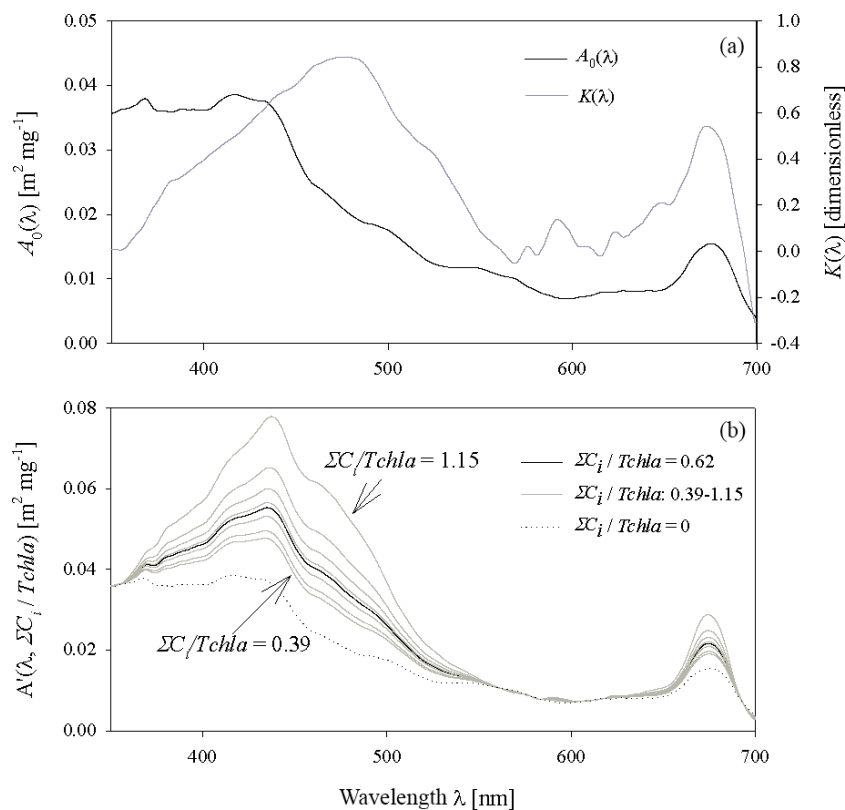 (a)
A₀(λ)
K(λ)
0.05
0.04
0.03
0.02
0.01
0.00
A₀(λ) [m² mg⁻¹]
1.0
0.8
0.6
0.4
0.2
0.0
-0.2
-0.4
K(λ) [dimensionless]
400
500
600
700
(b)
ΣCᵢ/Tchla = 1.15
ΣCᵢ / Tchla = 0.62
ΣCᵢ / Tchla: 0.39-1.15
ΣCᵢ / Tchla = 0
ΣCᵢ/Tchla = 0.39
0.08
0.06
0.04
0.02
0.00
A'(λ, ΣCᵢ / Tchla) [m² mg⁻¹]
400
500
600
700
Wavelength λ [nm]